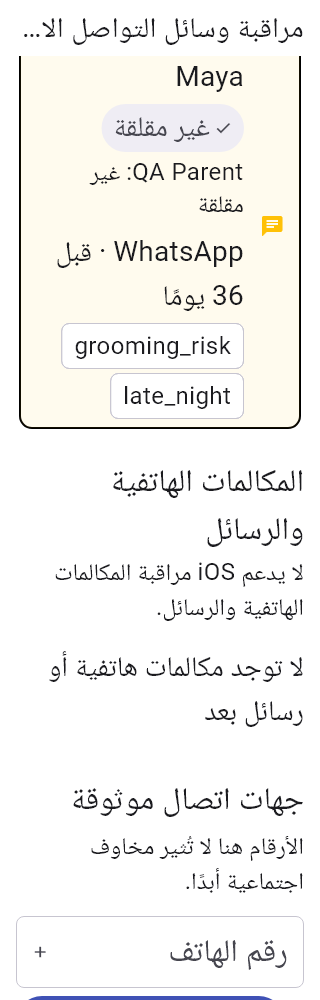 مراقبة وسائل التواصل الا...
Maya
غير مقلقة
QA Parent: غير
مقلقة
WhatsApp · قبل
36 يومًا
grooming_risk
late_night
المكالمات الهاتفية
والرسائل
لا يدعم iOS مراقبة المكالمات
الهاتفية والرسائل.
لا توجد مكالمات هاتفية أو
رسائل بعد
جهات اتصال موثوقة
الأرقام هنا لا تُثير مخاوف
اجتماعية أبدًا.
رقم الهاتف
+